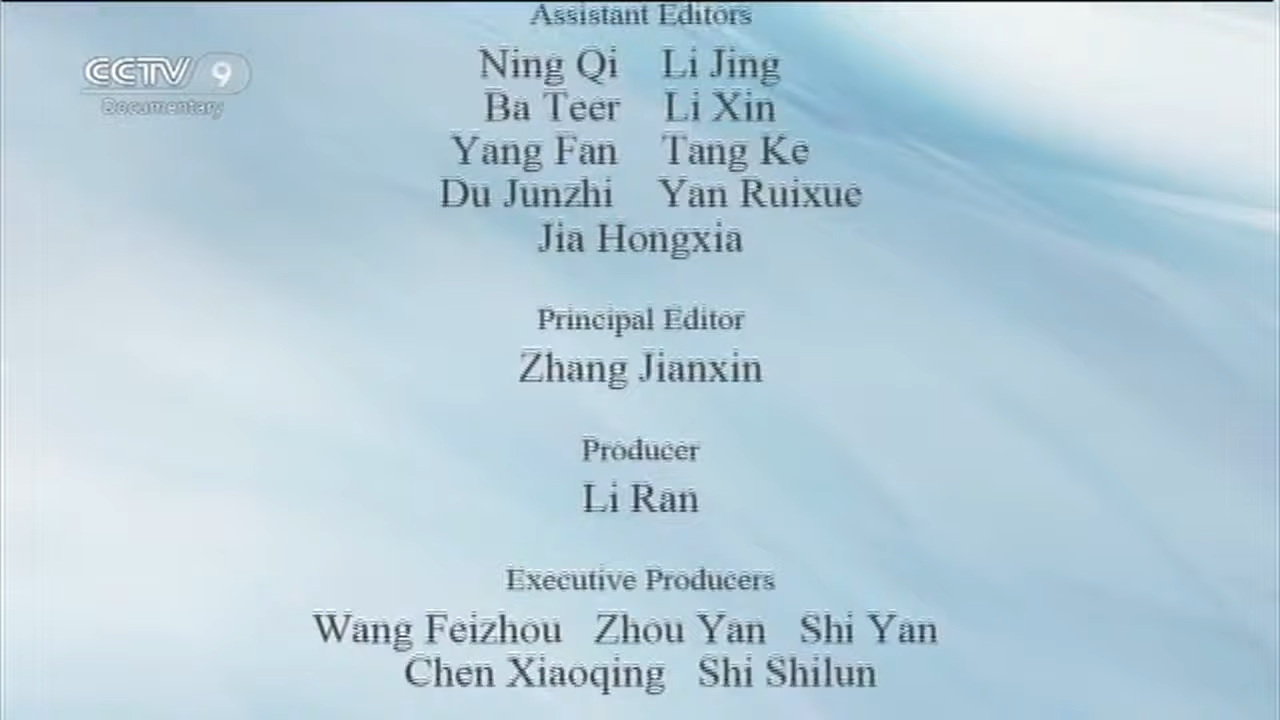 Assistant Editors
CCTV 9
Documentary
Ning Qi Li Jing
Ba Teer Li Xin
Yang Fan Tang Ke
Du Junzhi Yan Ruixue
Jia Hongxia
Principal Editor
Zhang Jianxin
Producer
Li Ran
Executive Producers
Wang Feizhou Zhou Yan Shi Yan
Chen Xiaoqing Shi Shilun